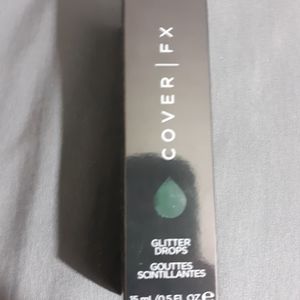 COVER | FX
GLITTER
DROPS
GOUTTES
SCINTILLANTES
15 mL /0.5 FL OZ ℮